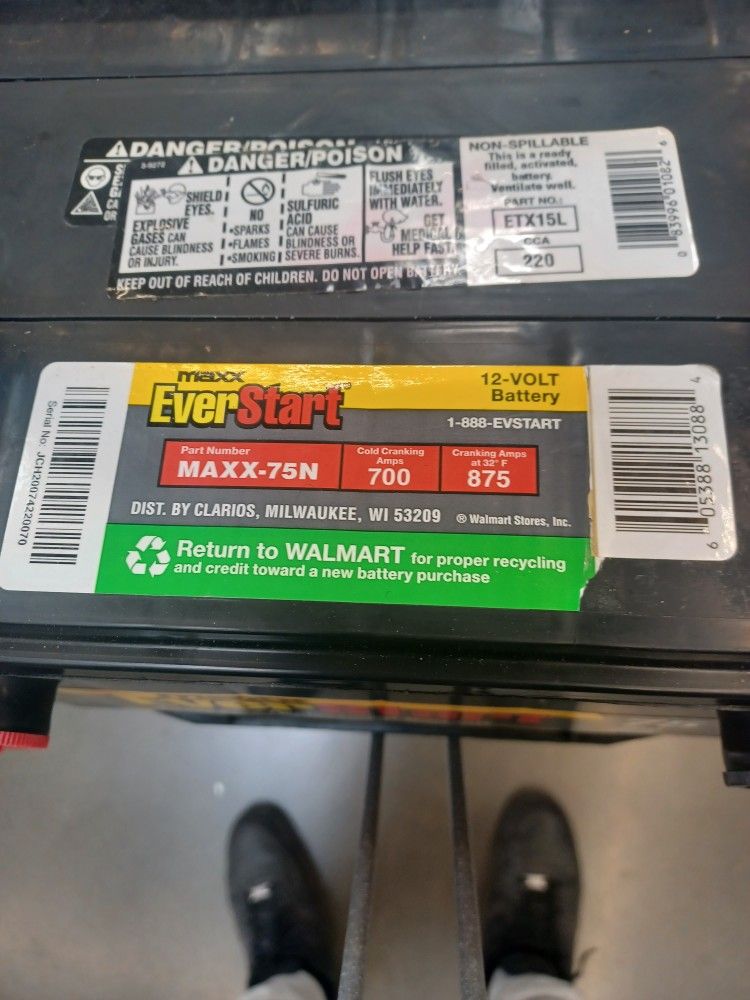 DANGER/POISON
S-9070
DANGER/POISON
SHIELD
EYES.
EXPLOSIVE
GASES CAN
CAUSE BLINDNESS
OR INJURY.
NO
•SPARKS
•FLAMES
•SMOKING
SULFURIC
ACID
CAN CAUSE
BLINDNESS OR
SEVERE BURNS.
FLUSH EYES
IMMEDIATELY
WITH WATER.
GET
MEDICAL
HELP FAST.
KEEP OUT OF REACH OF CHILDREN. DO NOT OPEN BATTERY
NON-SPILLABLE
This is a ready
filled, activated,
battery.
Ventilate well.
PART NO.:
ETX15L
CCA
220
0 83996 01082 6
Serial No: JCH20074220070
maxx
EverStart
12-VOLT
Battery
1-888-EVSTART
Part Number
MAXX-75N
Cold Cranking
Amps
700
Cranking Amps
at 32° F
875
DIST. BY CLARIOS, MILWAUKEE, WI 53209
© Walmart Stores, Inc.
Return to WALMART for proper recycling
and credit toward a new battery purchase
6 05388 13088 4